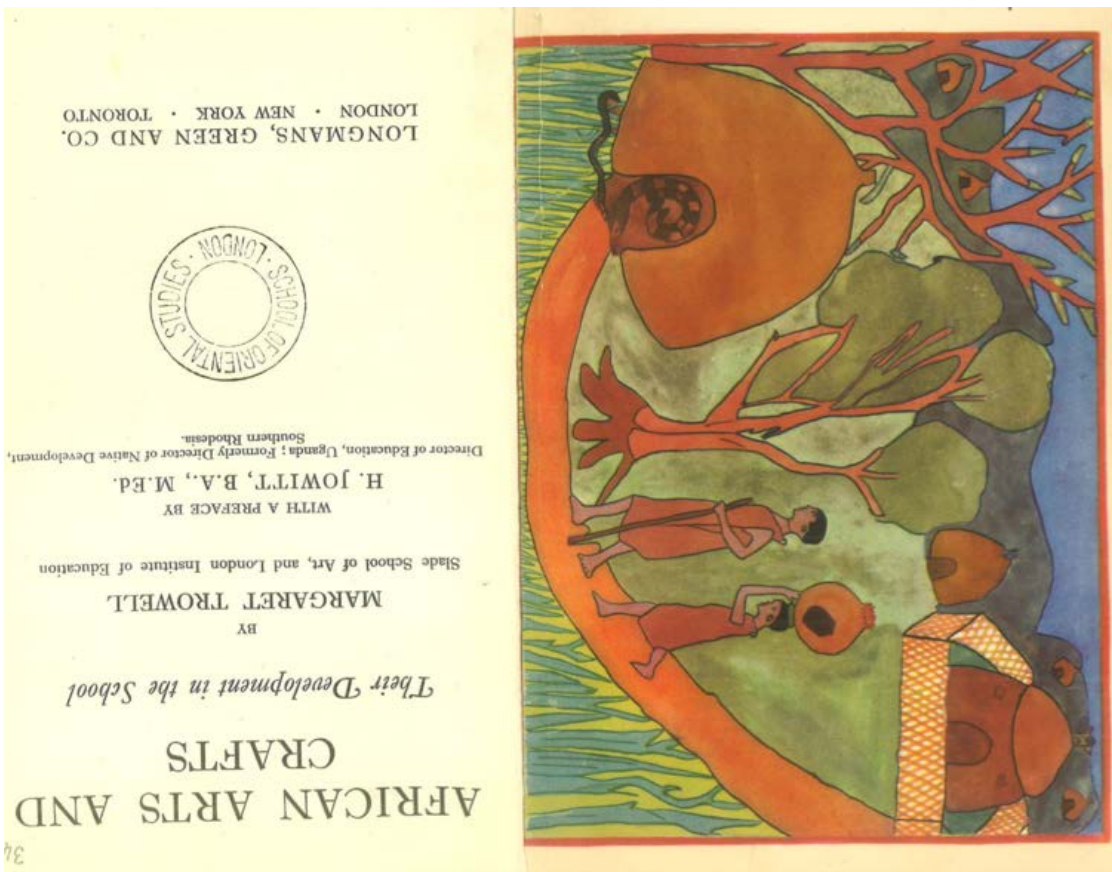 34
AFRICAN ARTS AND
CRAFTS
Their Development in the School
BY
MARGARET TROWELL
Slade School of Art, and London Institute of Education
WITH A PREFACE BY
H. JOWITT, B.A., M.Ed.
Director of Education, Uganda; Formerly Director of Native Development,
Southern Rhodesia.
SCHOOL OF ORIENTAL STUDIES · LONDON ·
LONGMANS, GREEN AND CO.
LONDON · NEW YORK · TORONTO